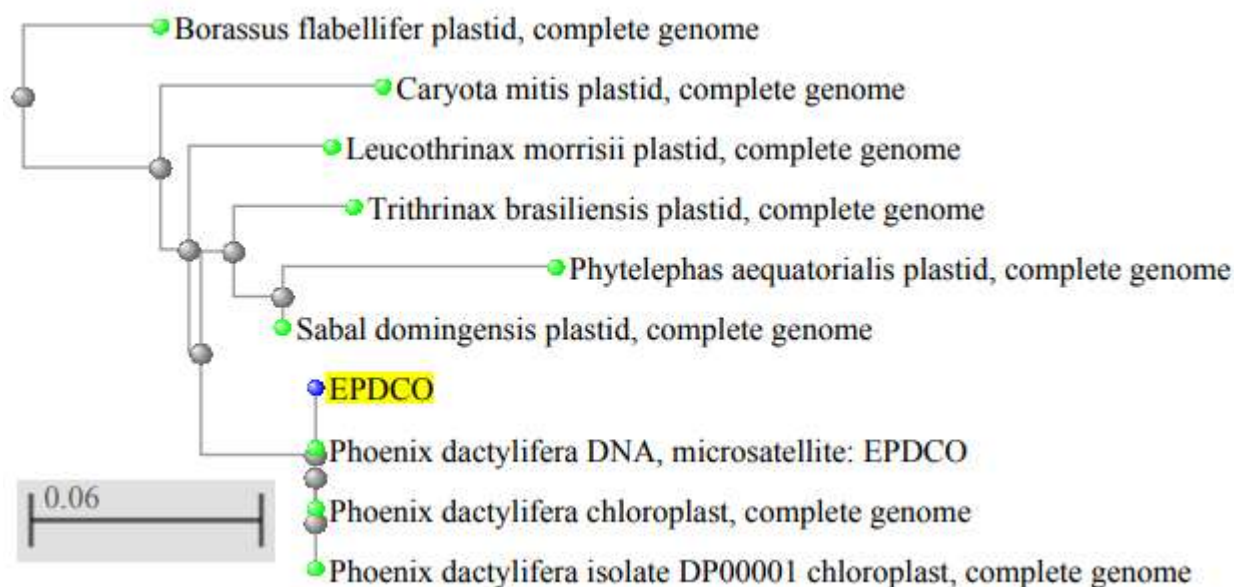 Borassus flabellifer plastid, complete genome
Caryota mitis plastid, complete genome
Leucothrinax morrisii plastid, complete genome
Trithrinax brasiliensis plastid, complete genome
Phytelephas aequatorialis plastid, complete genome
Sabal domingensis plastid, complete genome
EPDCO
Phoenix dactylifera DNA, microsatellite: EPDCO
0.06
Phoenix dactylifera chloroplast, complete genome
Phoenix dactylifera isolate DP00001 chloroplast, complete genome